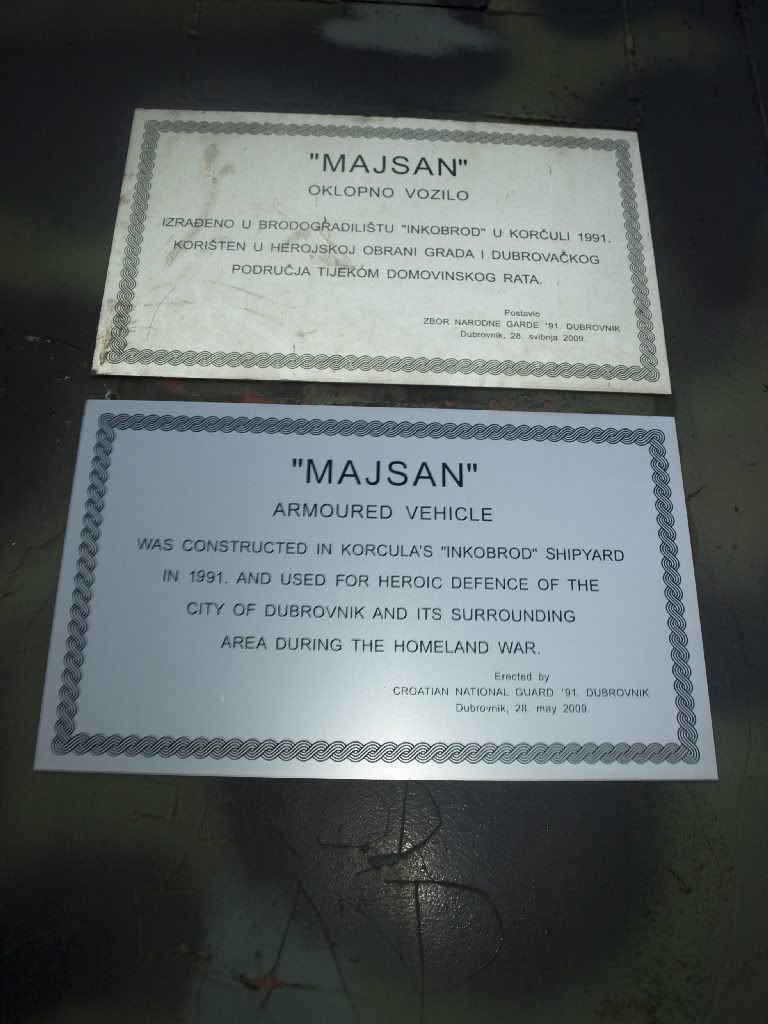 "MAJSAN"
OKLOPNO VOZILO
IZRAĐENO U BRODOGRADILIŠTU "INKOBROD" U KORČULI 1991.
KORIŠTEN U HEROJSKOJ OBRANI GRADA I DUBROVAČKOG
PODRUČJA TIJEKOM DOMOVINSKOG RATA.
Postavio
ZBOR NARODNE GARDE '91. DUBROVNIK
Dubrovnik, 28. svibnja 2009.
"MAJSAN"
ARMOURED VEHICLE
WAS CONSTRUCTED IN KORCULA'S "INKOBROD" SHIPYARD
IN 1991. AND USED FOR HEROIC DEFENCE OF THE
CITY OF DUBROVNIK AND ITS SURROUNDING
AREA DURING THE HOMELAND WAR.
Erected by
CROATIAN NATIONAL GUARD '91. DUBROVNIK
Dubrovnik, 28. may 2009.